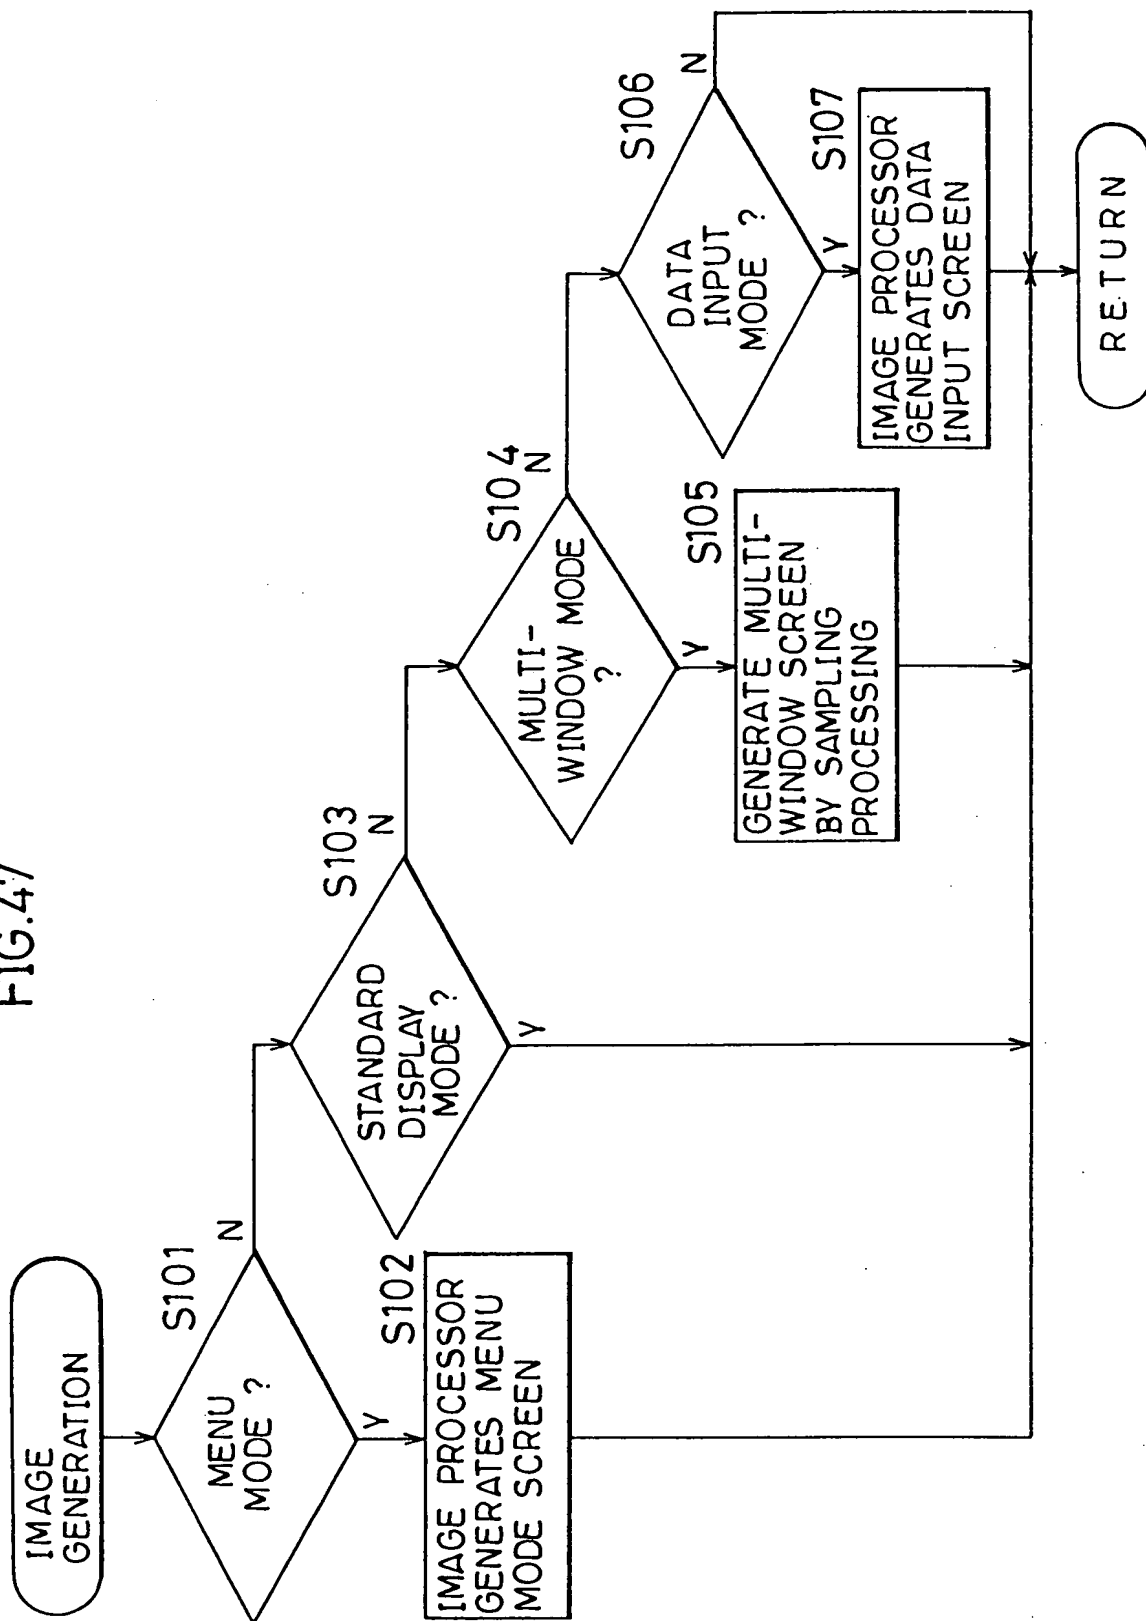 FIG.47
IMAGE
GENERATION
S101
MENU
MODE ?
N
Y
S102
IMAGE PROCESSOR
GENERATES MENU
MODE SCREEN
S103
STANDARD
DISPLAY
MODE ?
N
Y
S104
MULTI-
WINDOW MODE
?
N
Y
S105
GENERATE MULTI-
WINDOW SCREEN
BY SAMPLING
PROCESSING
S106
DATA
INPUT
MODE ?
N
Y
S107
IMAGE PROCESSOR
GENERATES DATA
INPUT SCREEN
RETURN